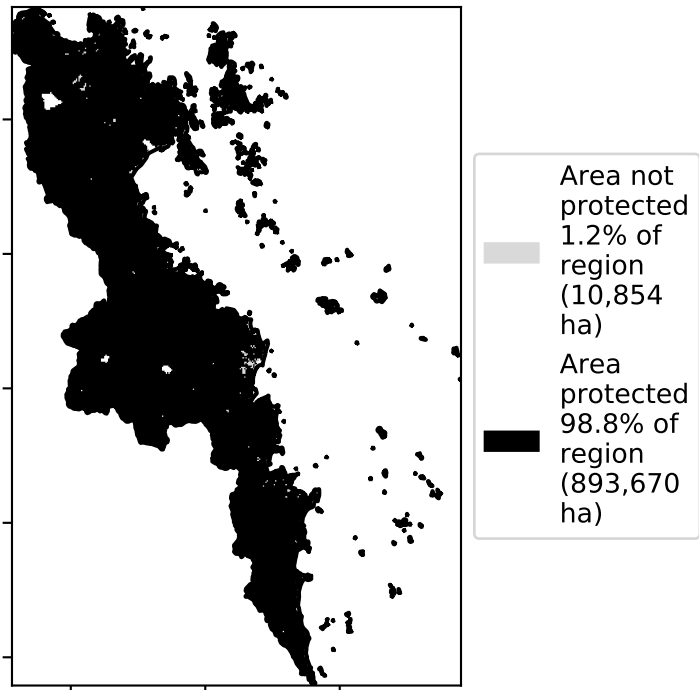 Area not
protected
1.2% of
region
(10,854
ha)
Area
protected
98.8% of
region
(893,670
ha)